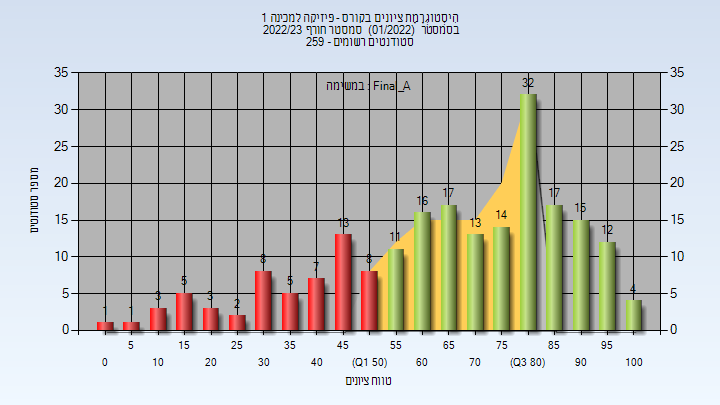 היסטוגרמת ציונים בקורס - פיזיקה למכינה 1
בסמסטר (01/2022) סמסטר חורף 2022/23
סטודנטים רשומים - 259
במשימה : Final_A
מספר סטודנטים
35 35
30 30
25 25
20 20
15 15
10 10
5 5
0 0
1 1 3 5 3 2 8 5 7 13 8 11 16 17 13 14 32 17 15 12 4
5 15 25 35 45 55 65 75 85 95
0 10 20 30 40 (Q1 50) 60 70 (Q3 80) 90 100
טווח ציונים